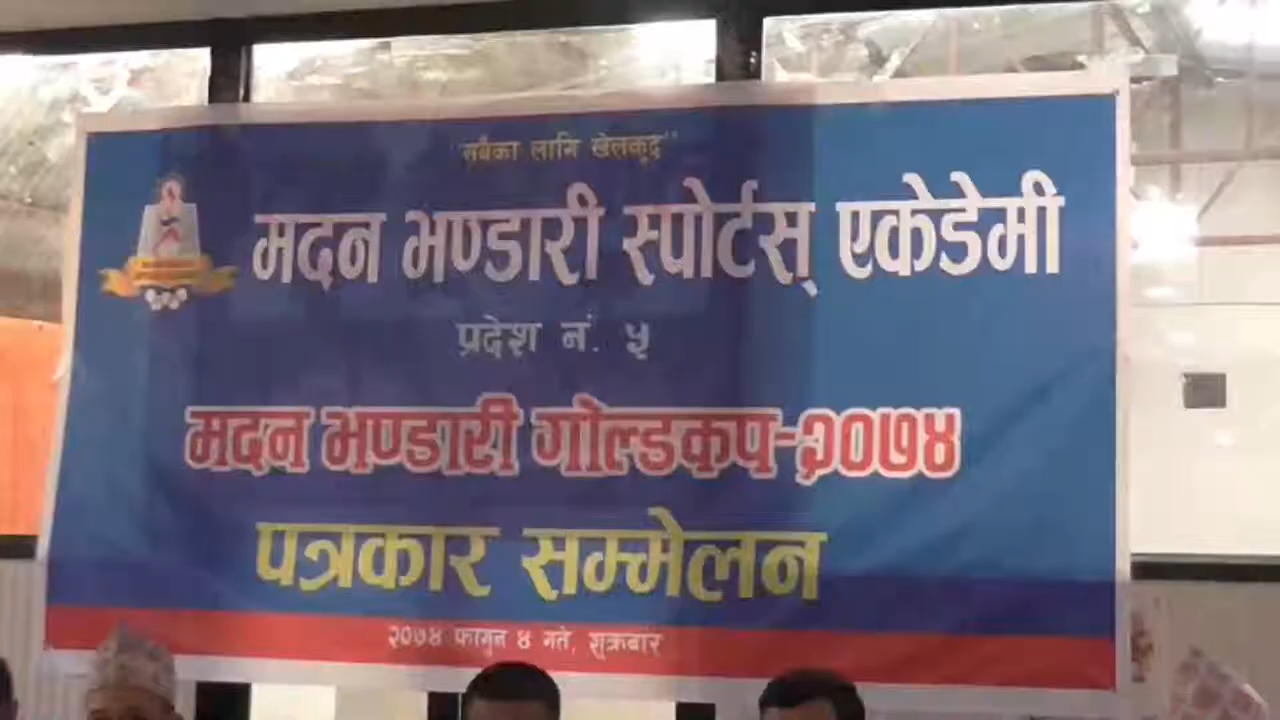 "सबैका लागि खेलकुद"
मदन भण्डारी स्पोर्टस् एकेडेमी
प्रदेश नं. ५
मदन भण्डारी गोल्डकप-२०७४
पत्रकार सम्मेलन
२०७४ फागुन ४ गते, शुक्रबार